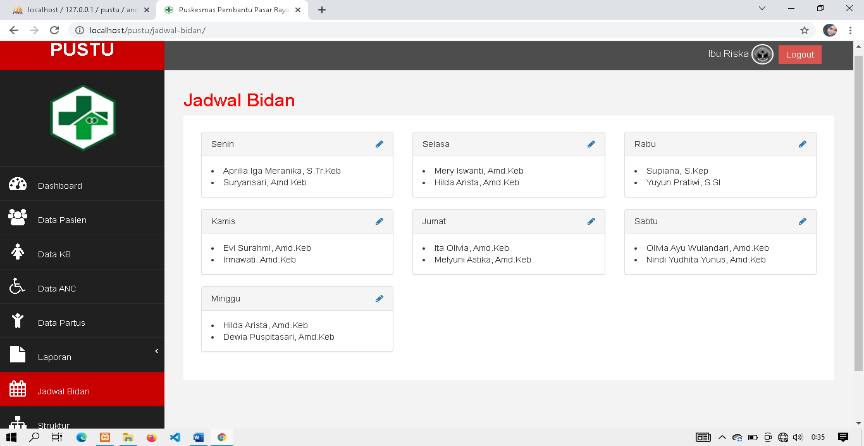 localhost / 127.0.0.1 / pustu / anc
Puskesmas Pembantu Pasar Raya
localhost/pustu/jadwal-bidan/
PUSTU
Ibu Riska
Logout
Jadwal Bidan
Dashboard
Data Pasien
Data KB
Data ANC
Data Partus
Laporan
Jadwal Bidan
Struktur
Senin
Aprilia Iga Meranika, S.Tr.Keb
Suryansari, Amd.Keb
Selasa
Mery Iswanti, Amd.Keb
Hilda Arista, Amd.Keb
Rabu
Supiana, S.Kep
Yuyun Pratiwi, S.SI
Kamis
Evi Surahmi, Amd.Keb
Irmawati, Amd.Keb
Jumat
Ita Olivia, Amd.Keb
Melyuni Astika, Amd.Keb
Sabtu
Olivia Ayu Wulandari, Amd.Keb
Nindi Yudhita Yunus, Amd.Keb
Minggu
Hilda Arista, Amd.Keb
Dewia Puspitasari, Amd.Keb
0:35